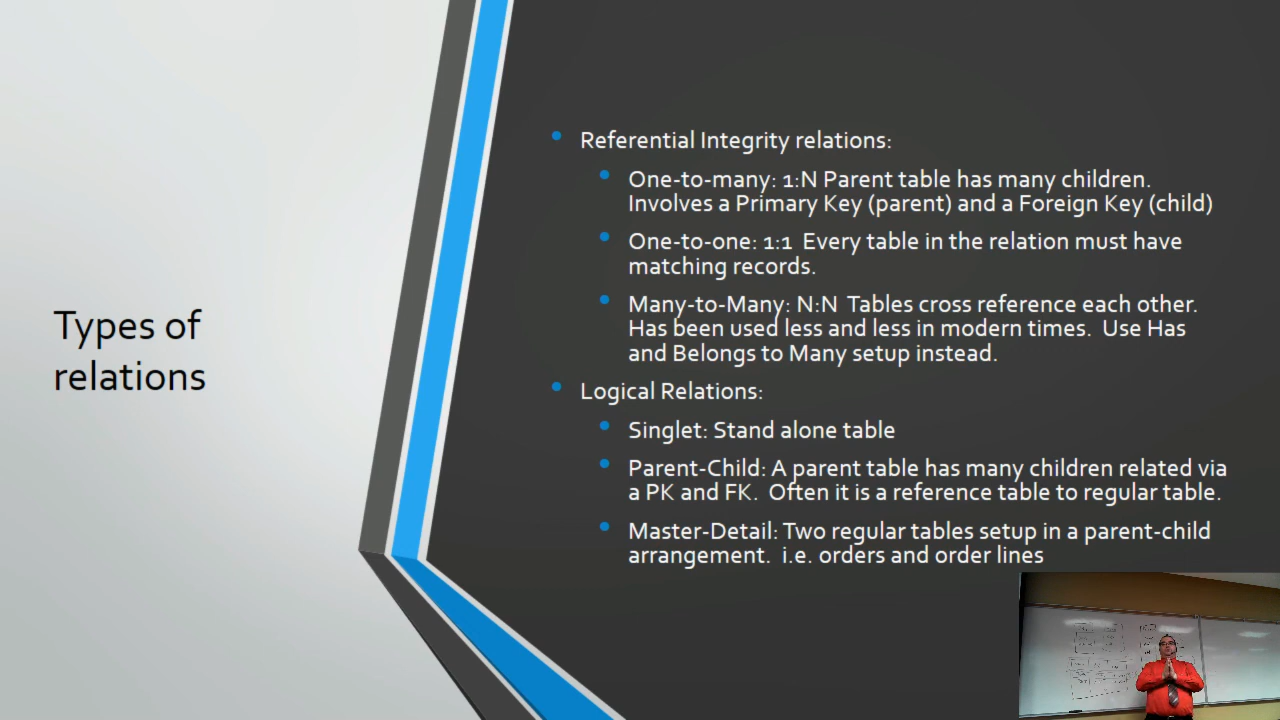 Types of
relations
Referential Integrity relations:
One-to-many: 1:N Parent table has many children.
Involves a Primary Key (parent) and a Foreign Key (child)
One-to-one: 1:1  Every table in the relation must have
matching records.
Many-to-Many: N:N  Tables cross reference each other.
Has been used less and less in modern times.  Use Has
and Belongs to Many setup instead.
Logical Relations:
Singlet: Stand alone table
Parent-Child: A parent table has many children related via
a PK and FK.  Often it is a reference table to regular table.
Master-Detail: Two regular tables setup in a parent-child
arrangement.  i.e. orders and order lines